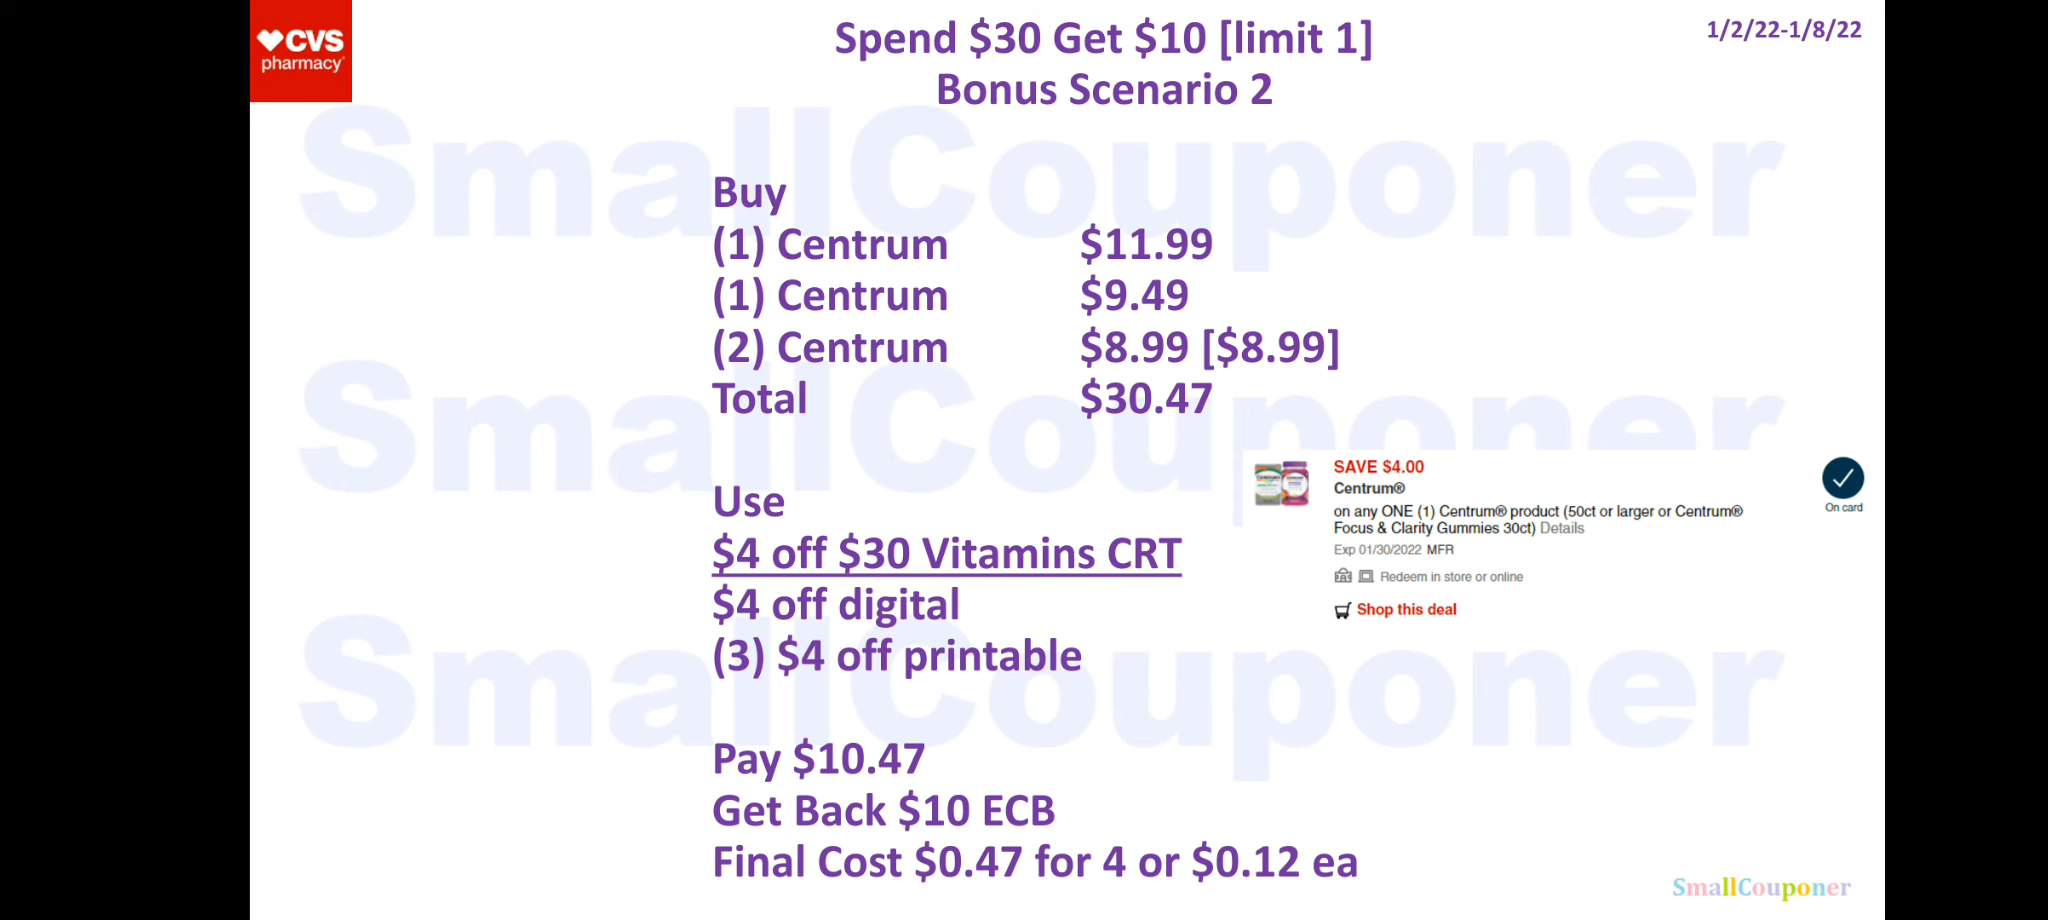 CVS
pharmacy
Spend $30 Get $10 [limit 1]
Bonus Scenario 2
1/2/22-1/8/22
SmallCouponer
Buy
(1) Centrum $11.99
(1) Centrum $9.49
(2) Centrum $8.99 [$8.99]
Total $30.47
SmallCouponer
SAVE $4.00
Centrum®
on any ONE (1) Centrum® product (50ct or larger or Centrum®
Focus & Clarity Gummies 30ct) Details
Exp 01/30/2022 MFR
Redeem in store or online
Shop this deal
On card
Use
$4 off $30 Vitamins CRT
$4 off digital
(3) $4 off printable
SmallCouponer
Pay $10.47
Get Back $10 ECB
Final Cost $0.47 for 4 or $0.12 ea
SmallCouponer